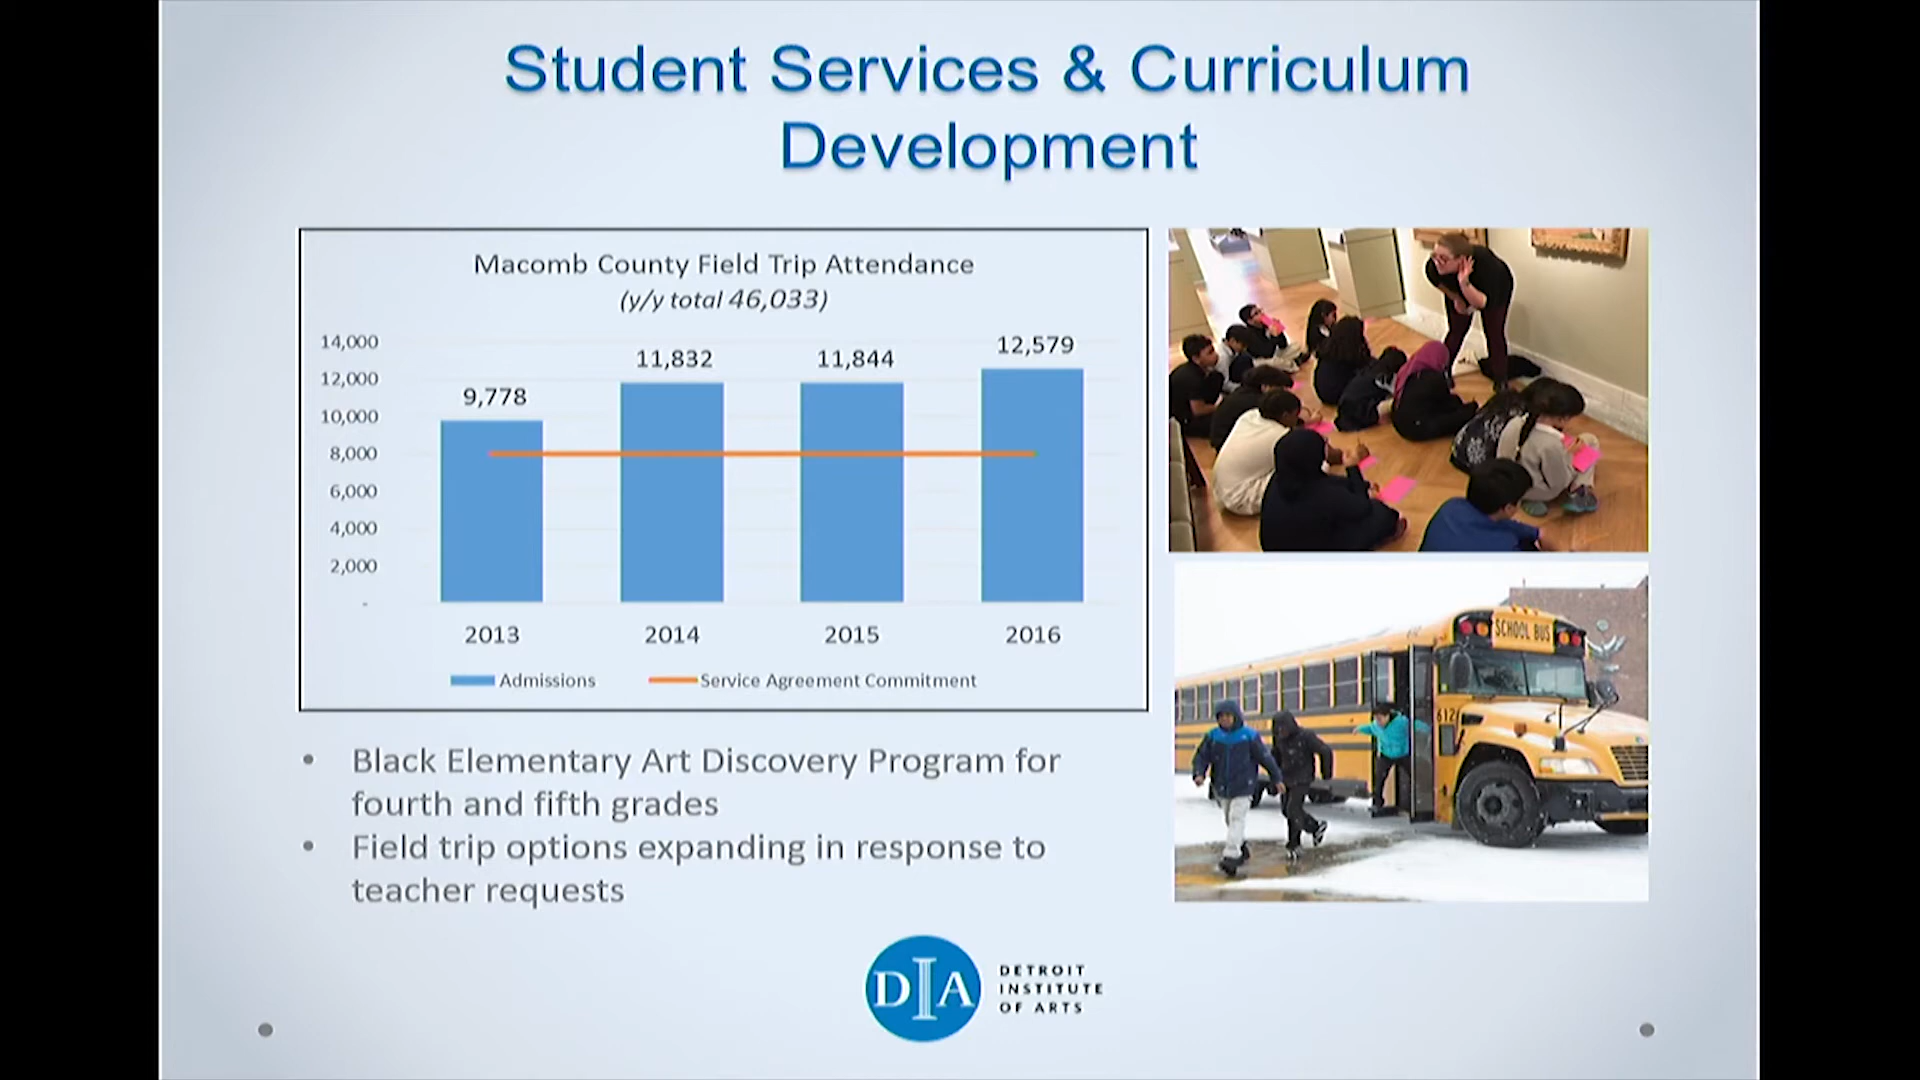 Student Services & Curriculum
Development
Macomb County Field Trip Attendance
(y/y total 46,033)
14,000
12,000
10,000
8,000
6,000
4,000
2,000
-
9,778
11,832
11,844
12,579
2013
2014
2015
2016
Admissions
Service Agreement Commitment
• Black Elementary Art Discovery Program for
fourth and fifth grades
• Field trip options expanding in response to
teacher requests
SCHOOL BUS
612
DIA
DETROIT
INSTITUTE
OF ARTS